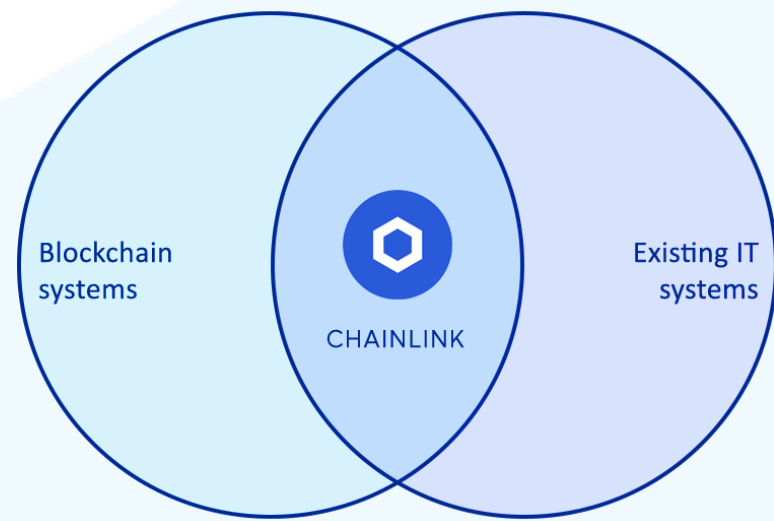 Blockchain
systems
CHAINLINK
Existing IT
systems